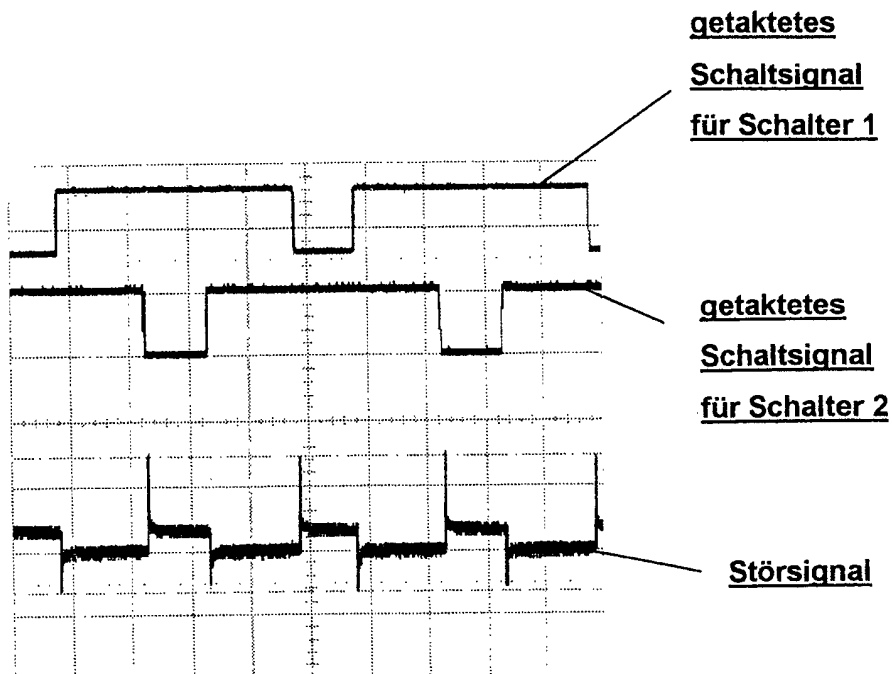 getaktetes
Schaltsignal
für Schalter 1
getaktetes
Schaltsignal
für Schalter 2
Störsignal